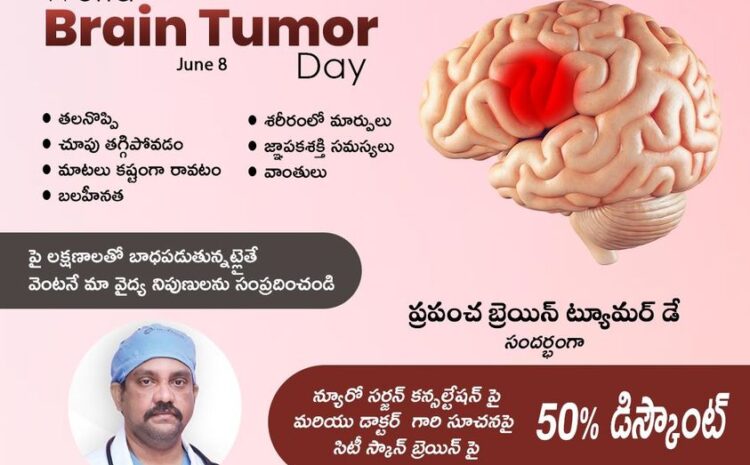 World
Brain Tumor
June 8
Day
• తలనొప్పి
• చూపు తగ్గిపోవడం
• మాటలు కష్టంగా రావటం
• బలహీనత
• శరీరంలో మార్పులు
• జ్ఞాపకశక్తి సమస్యలు
• వాంతులు
పై లక్షణాలతో బాధపడుతున్నట్లైతే
వెంటనే మా వైద్య నిపుణులను సంప్రదించండి
ప్రపంచ బ్రెయిన్ ట్యూమర్ డే
సందర్భంగా
న్యూరో సర్జన్ కన్సల్టేషన్ పై
మరియు డాక్టర్ గారి సూచనపై
సిటీ స్కాన్ బ్రెయిన్ పై
50% డిస్కౌంట్